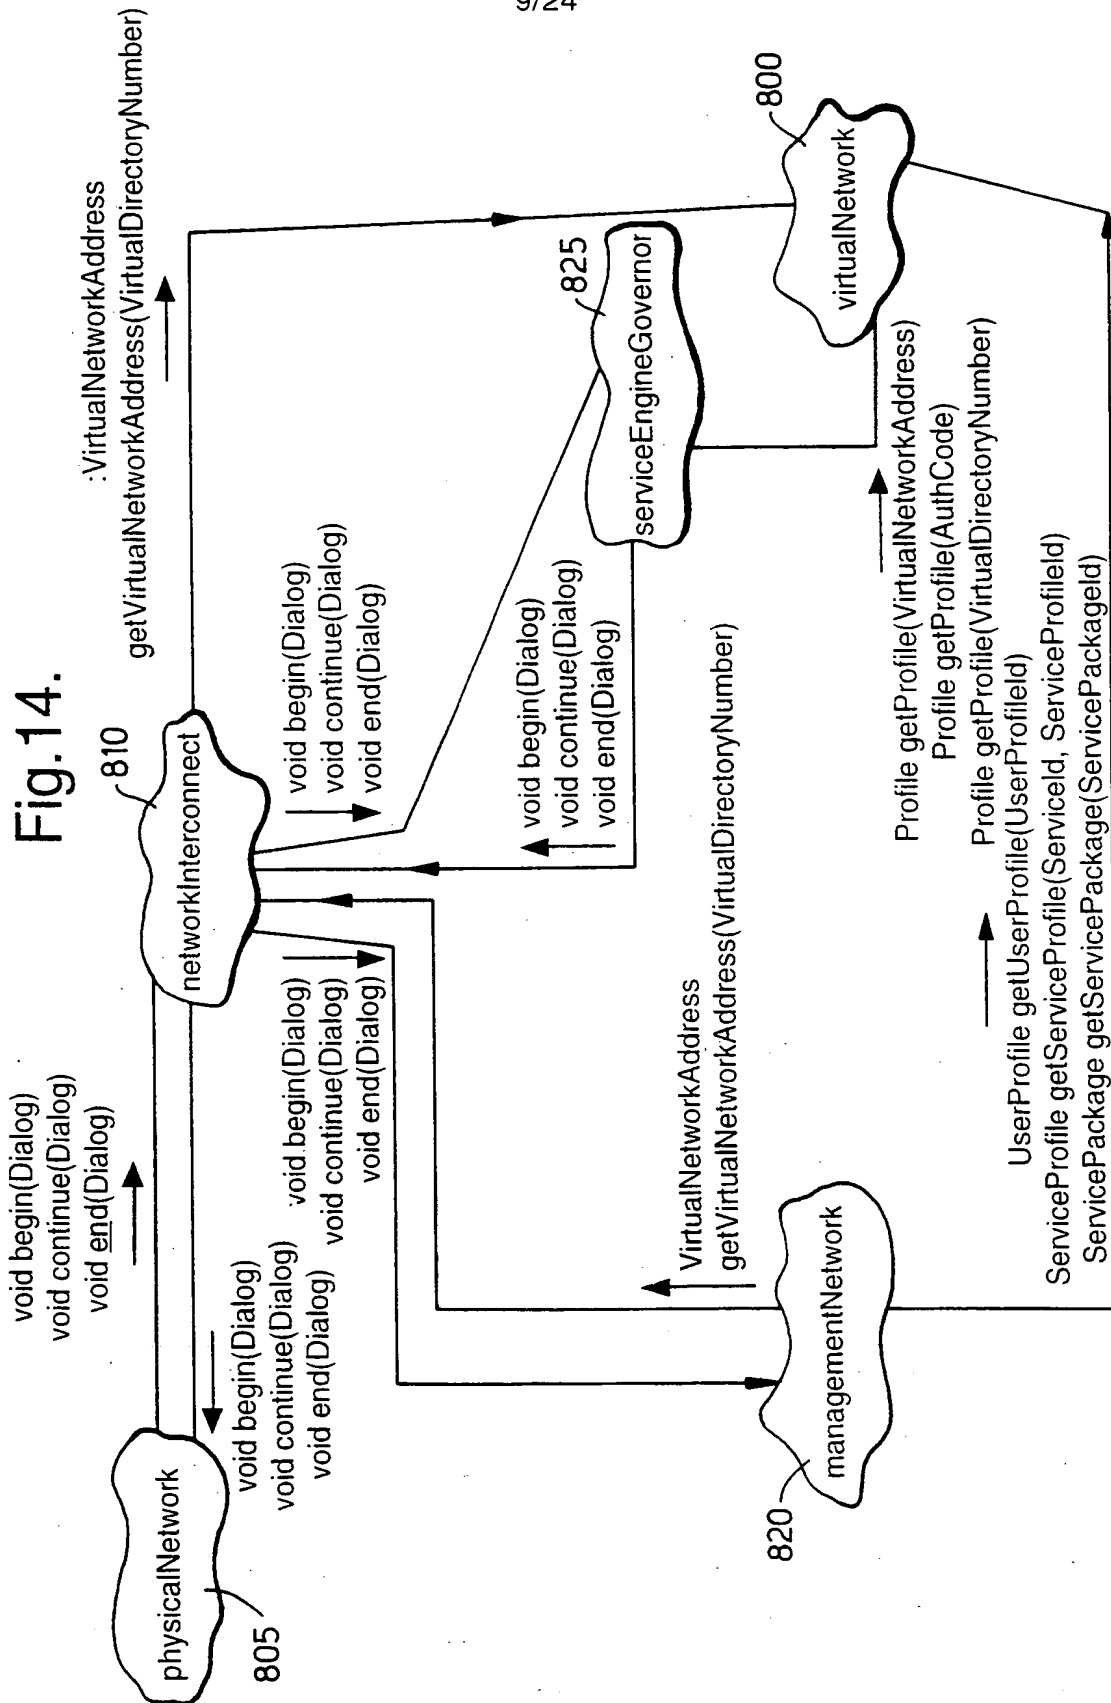 9/24
Fig.14.
void begin(Dialog)
void continue(Dialog)
void end(Dialog)
810
:VirtualNetworkAddress
getVirtualNetworkAddress(VirtualDirectoryNumber)
physicalNetwork
805
networkInterconnect
void begin(Dialog)
void continue(Dialog)
void end(Dialog)
void begin(Dialog)
void continue(Dialog)
void end(Dialog)
void begin(Dialog)
void continue(Dialog)
void end(Dialog)
void begin(Dialog)
void continue(Dialog)
void end(Dialog)
825
serviceEngineGovernor
800
virtualNetwork
VirtualNetworkAddress
getVirtualNetworkAddress(VirtualDirectoryNumber)
820
managementNetwork
Profile getProfile(VirtualNetworkAddress)
Profile getProfile(AuthCode)
Profile getProfile(VirtualDirectoryNumber)
UserProfile getUserProfile(UserProfileId)
ServiceProfile getServiceProfile(ServiceId, ServiceProfileId)
ServicePackage getServicePackage(ServicePackageId)